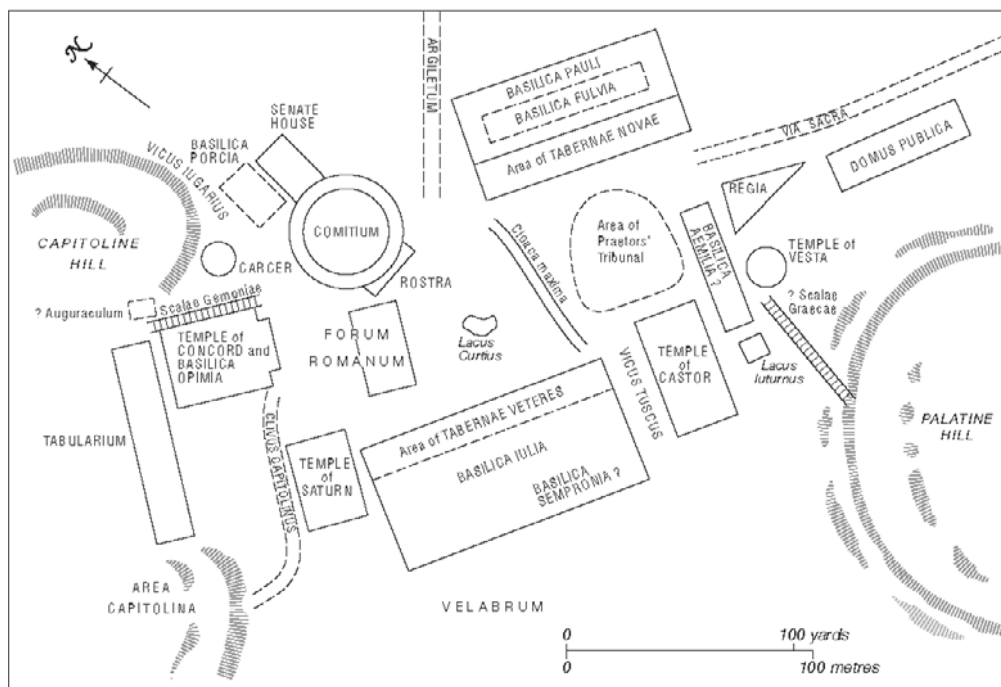 N
ARGILETUM
BASILICA PAULI
BASILICA FULVIA
Area of TABERNAE NOVAE
VIA SACRA
DOMUS PUBLICA
SENATE
HOUSE
BASILICA
PORCIA
VICUS IUGARIUS
COMITIUM
CAPITOLINE
HILL
CARCER
ROSTRA
Cloaca maxima
Area of
Praetors'
Tribunal
REGIA
BASILICA
AEMILIA ?
TEMPLE of
VESTA
? Scalae
Graecae
? Auguraculum
Scalae Gemoniae
TEMPLE of
CONCORD and
BASILICA
OPIMIA
FORUM
ROMANUM
Lacus
Curtius
VICUS TUSCUS
TEMPLE
of
CASTOR
Lacus
Iuturnus
PALATINE
HILL
TABULARIUM
CLIVUS CAPITOLINUS
TEMPLE
of
SATURN
Area of TABERNAE VETERES
BASILICA IULIA
BASILICA
SEMPRONIA ?
AREA
CAPITOLINA
VELABRUM
0 100 yards
0 100 metres